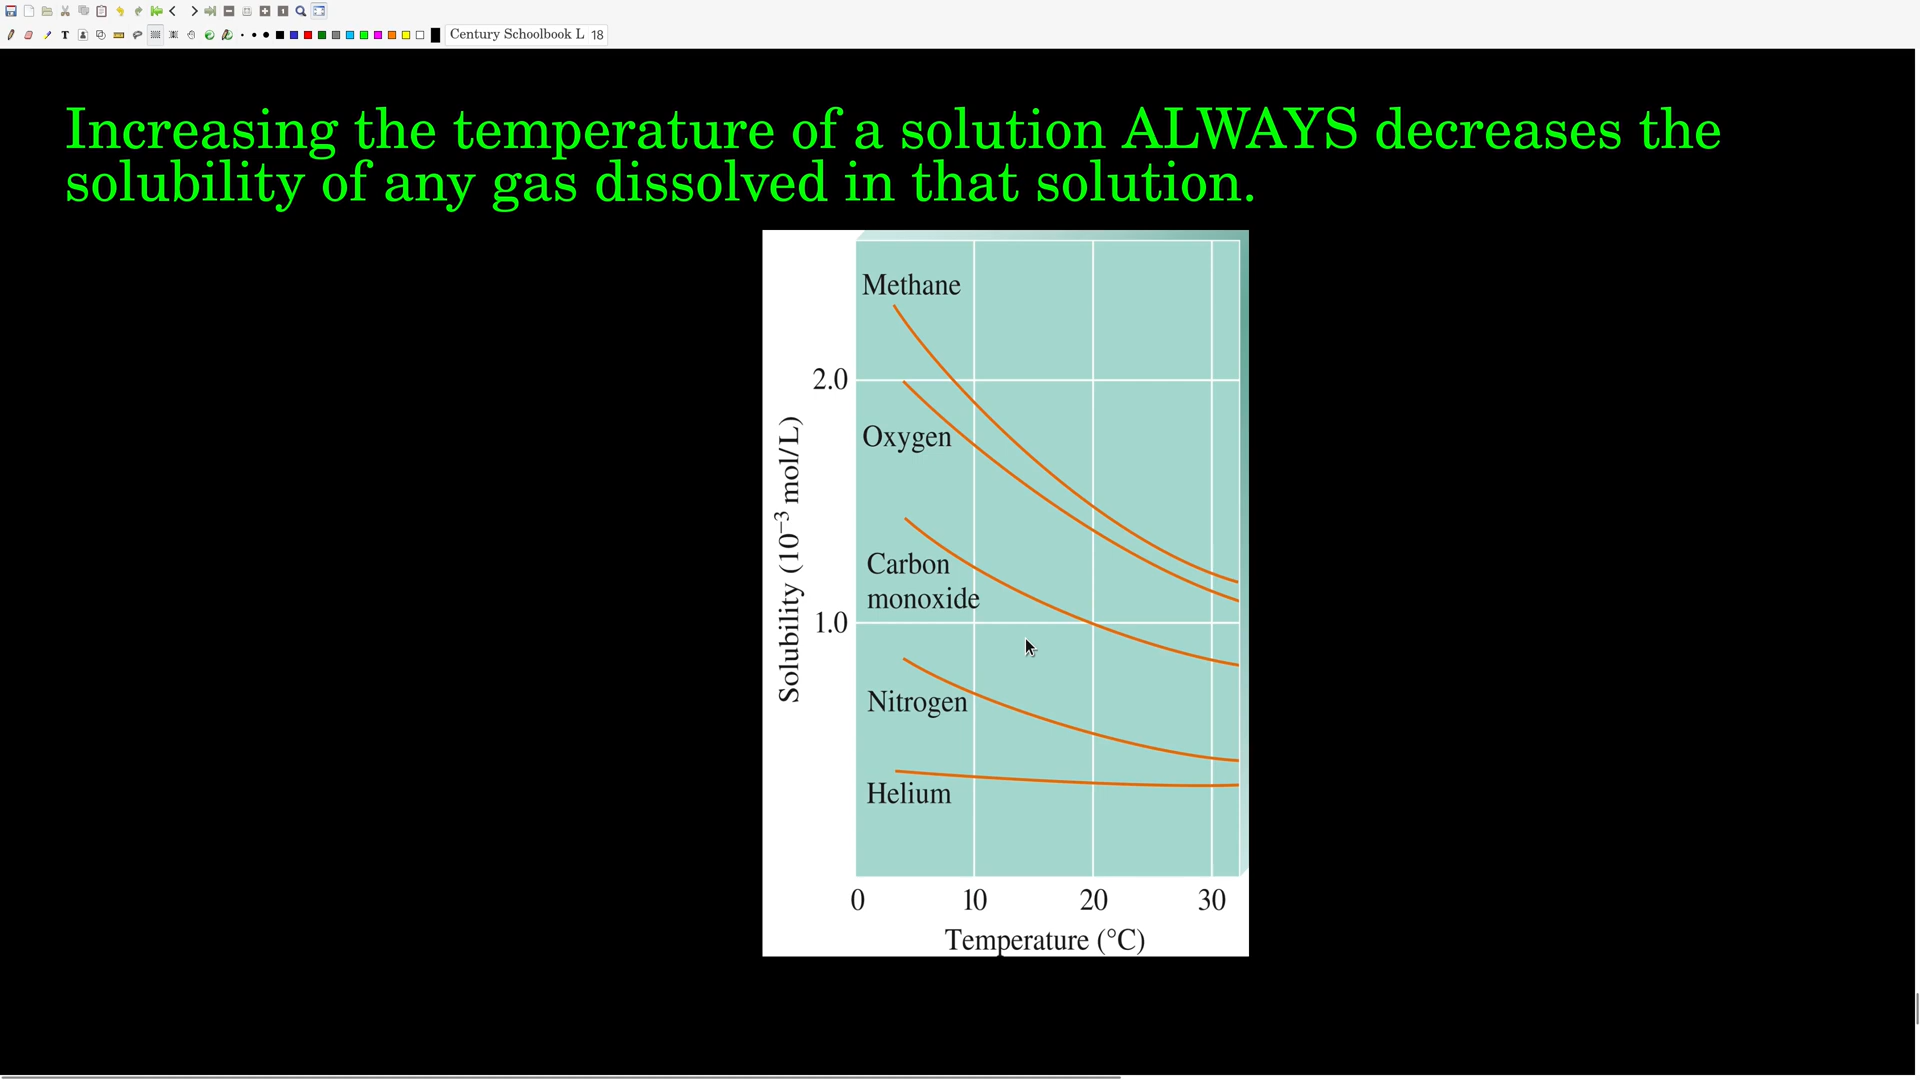 Century Schoolbook L 18
Increasing the temperature of a solution ALWAYS decreases the
solubility of any gas dissolved in that solution.
Methane
2.0
Oxygen
Solubility (10⁻³ mol/L)
Carbon
monoxide
1.0
Nitrogen
Helium
0 10 20 30
Temperature (°C)